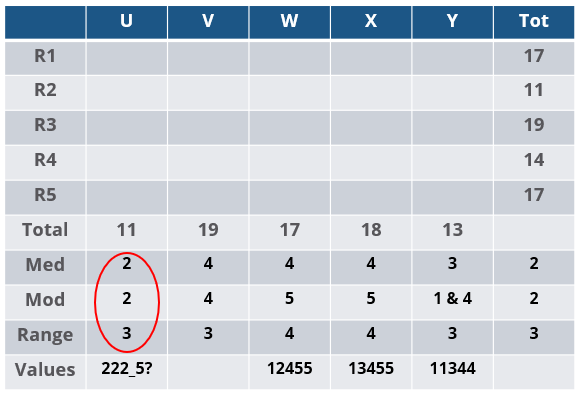 U V W X Y Tot
R1 17
R2 11
R3 19
R4 14
R5 17
Total 11 19 17 18 13
Med 2 4 4 4 3 2
Mod 2 4 5 5 1 & 4 2
Range 3 3 4 4 3 3
Values 222_5? 12455 13455 11344